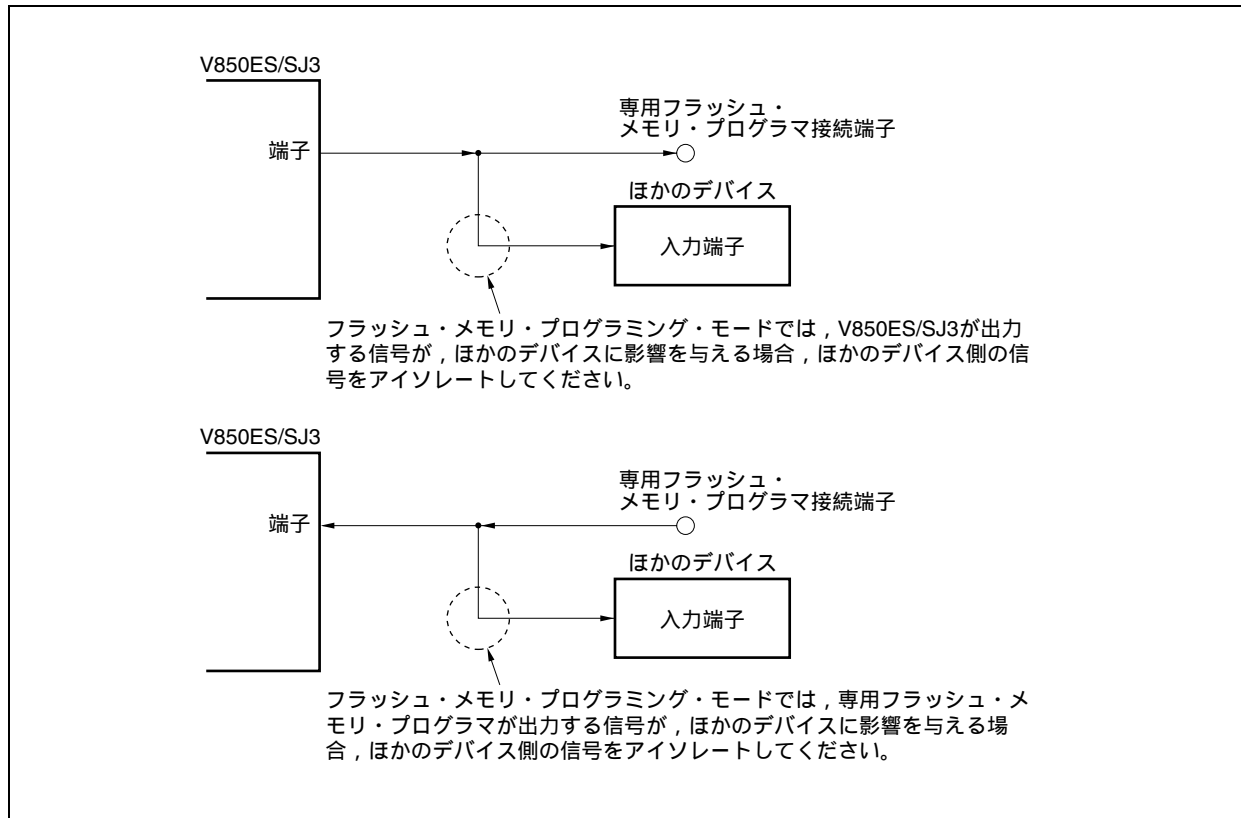 V850ES/SJ3
専用フラッシュ・
メモリ・プログラマ接続端子
端子
ほかのデバイス
入力端子
フラッシュ・メモリ・プログラミング・モードでは，V850ES/SJ3が出力
する信号が，ほかのデバイスに影響を与える場合，ほかのデバイス側の信
号をアイソレートしてください。
V850ES/SJ3
専用フラッシュ・
メモリ・プログラマ接続端子
端子
ほかのデバイス
入力端子
フラッシュ・メモリ・プログラミング・モードでは，専用フラッシュ・メ
モリ・プログラマが出力する信号が，ほかのデバイスに影響を与える場
合，ほかのデバイス側の信号をアイソレートしてください。